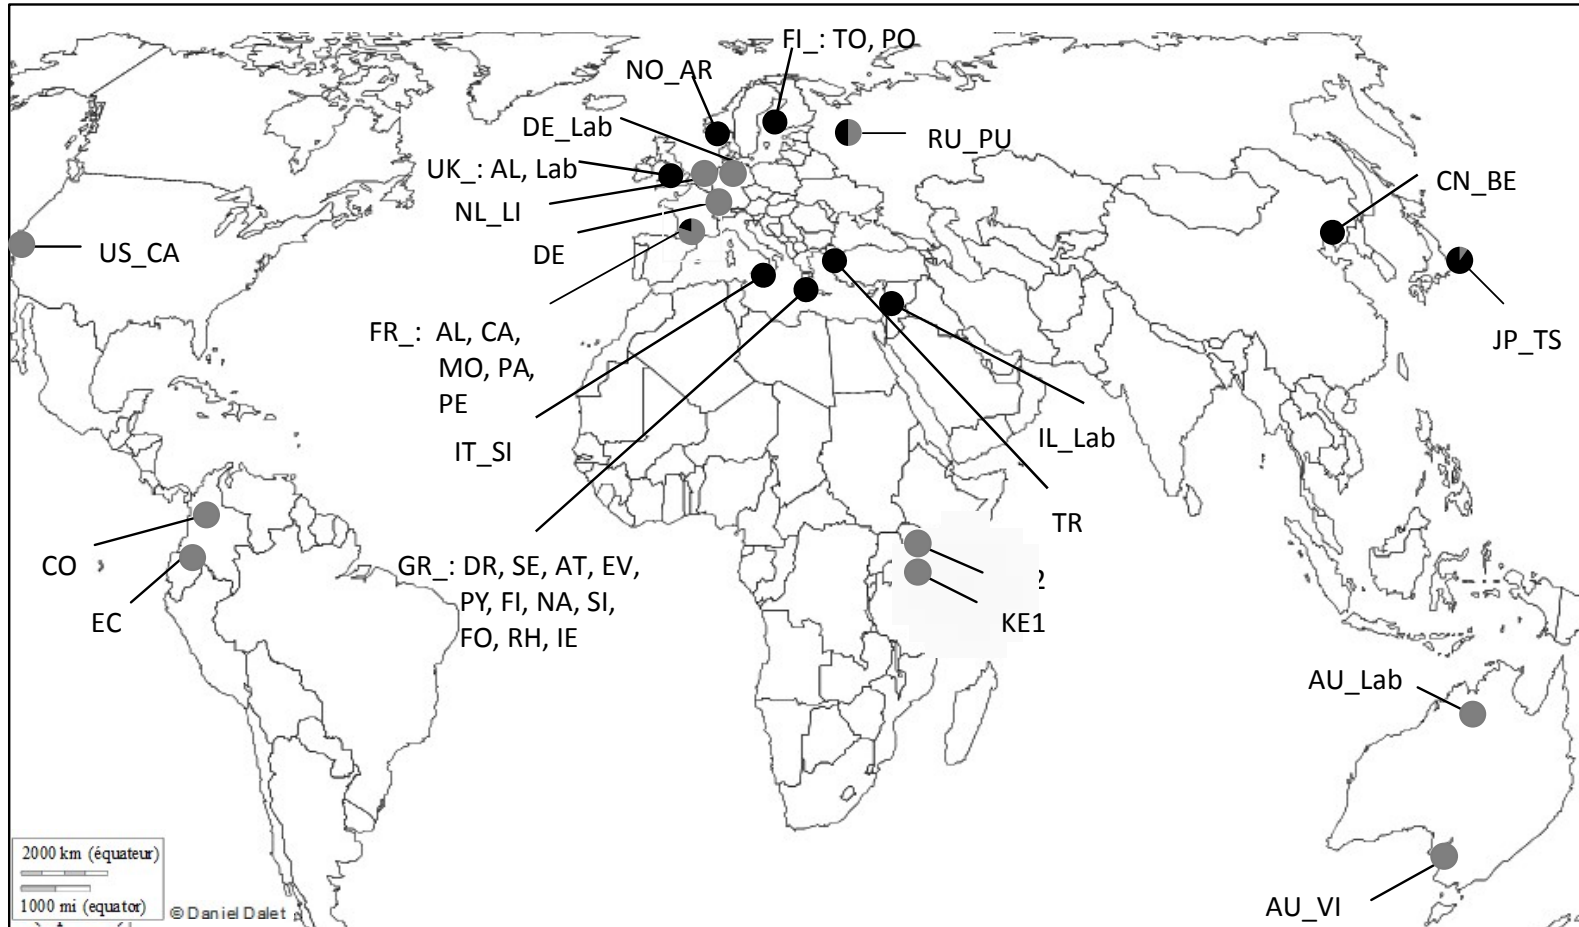 FI_: TO, PO
NO_AR
DE_Lab
RU_PU
UK_: AL, Lab
CN_BE
NL_LI
US_CA
DE
FR_: AL, CA,
MO, PA,
PE
JP_TS
IT_SI
IL_Lab
TR
CO
GR_: DR, SE, AT, EV,
PY, FI, NA, SI,
FO, RH, IE
2
EC
KE1
AU_Lab
AU_VI
2000 km (équateur)
1000 mi (equator)
© Daniel Dalet